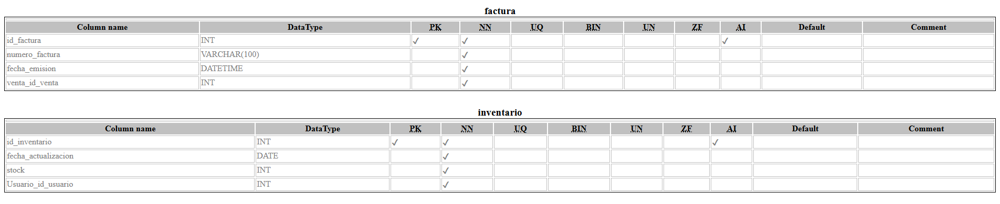 factura
Column name DataType PK NN UQ BIN UN ZF AI Default Comment
id_factura INT ✓ ✓ ✓
numero_factura VARCHAR(100) ✓
fecha_emision DATETIME ✓
venta_id_venta INT ✓
inventario
Column name DataType PK NN UQ BIN UN ZF AI Default Comment
id_inventario INT ✓ ✓ ✓
fecha_actualizacion DATE ✓
stock INT ✓
Usuario_id_usuario INT ✓